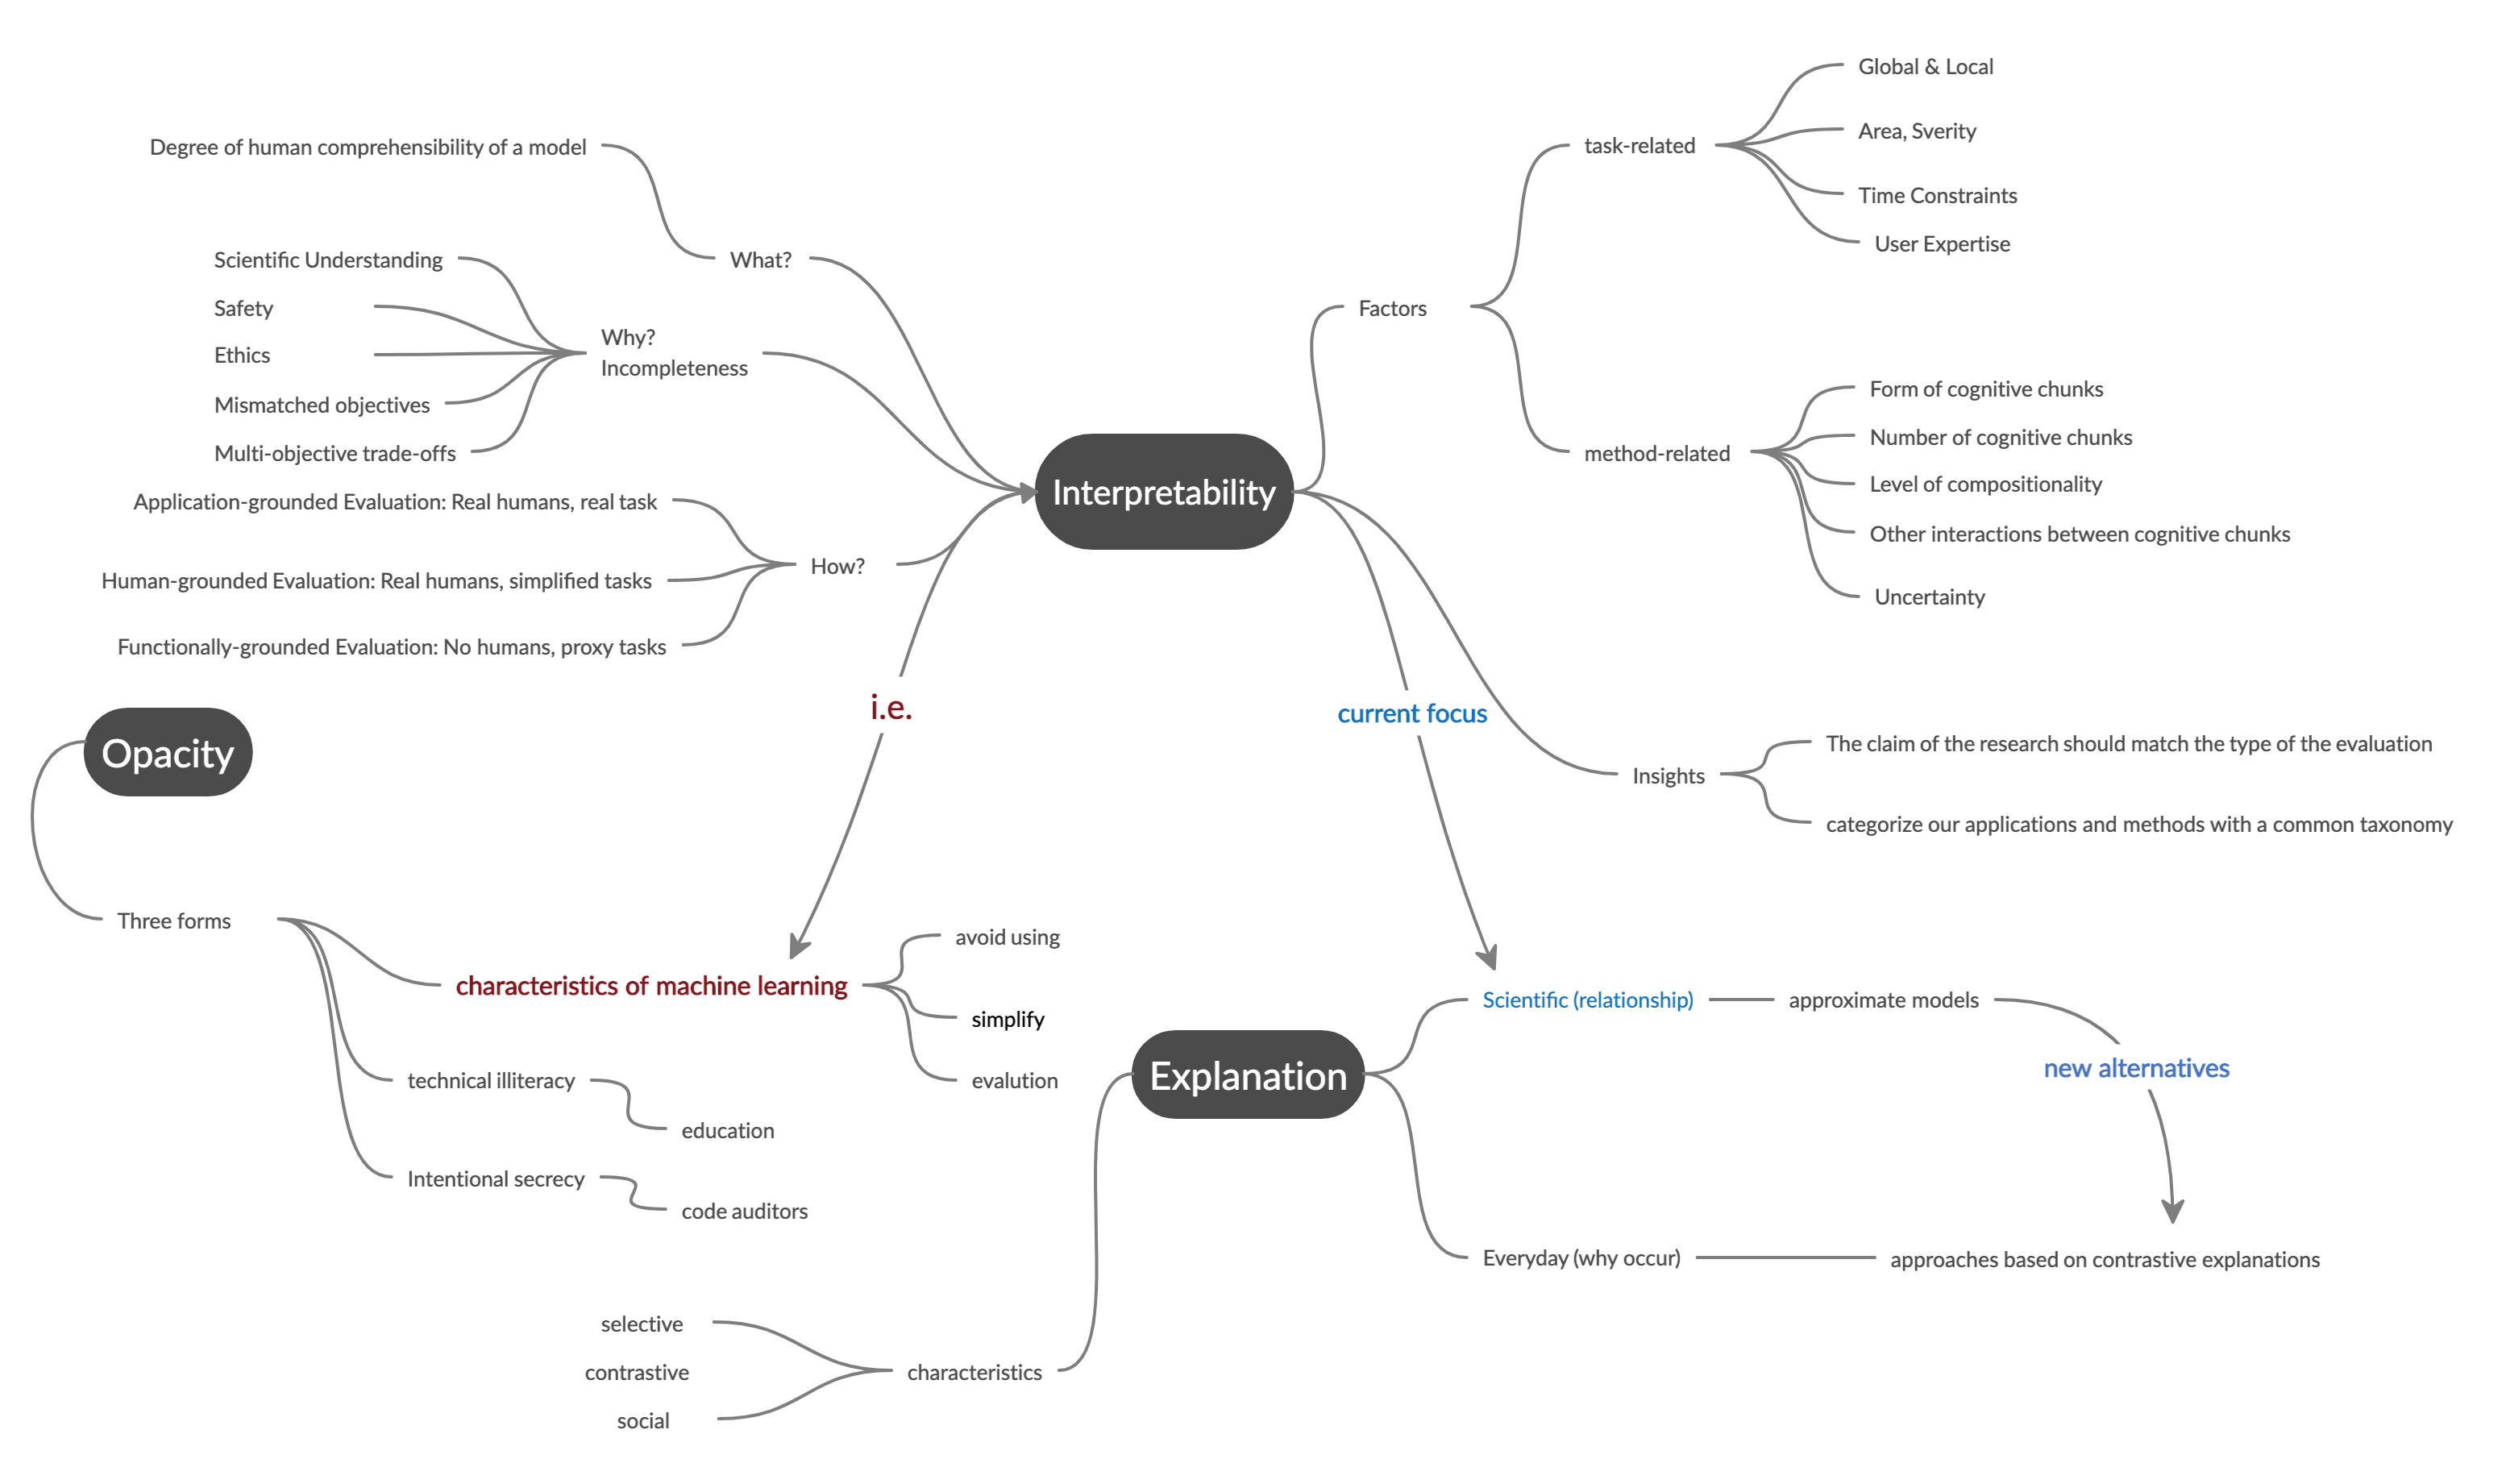 Interpretability
What?
Degree of human comprehensibility of a model
Why?
Incompleteness
Scientific Understanding
Safety
Ethics
Mismatched objectives
Multi-objective trade-offs
How?
Application-grounded Evaluation: Real humans, real task
Human-grounded Evaluation: Real humans, simplified tasks
Functionally-grounded Evaluation: No humans, proxy tasks
Factors
task-related
Global & Local
Area, Sverity
Time Constraints
User Expertise
method-related
Form of cognitive chunks
Number of cognitive chunks
Level of compositionality
Other interactions between cognitive chunks
Uncertainty
Insights
The claim of the research should match the type of the evaluation
categorize our applications and methods with a common taxonomy
i.e.
current focus
Opacity
Three forms
characteristics of machine learning
avoid using
simplify
evalution
technical illiteracy
education
Intentional secrecy
code auditors
Explanation
Scientific (relationship)
approximate models
new alternatives
Everyday (why occur)
approaches based on contrastive explanations
characteristics
selective
contrastive
social